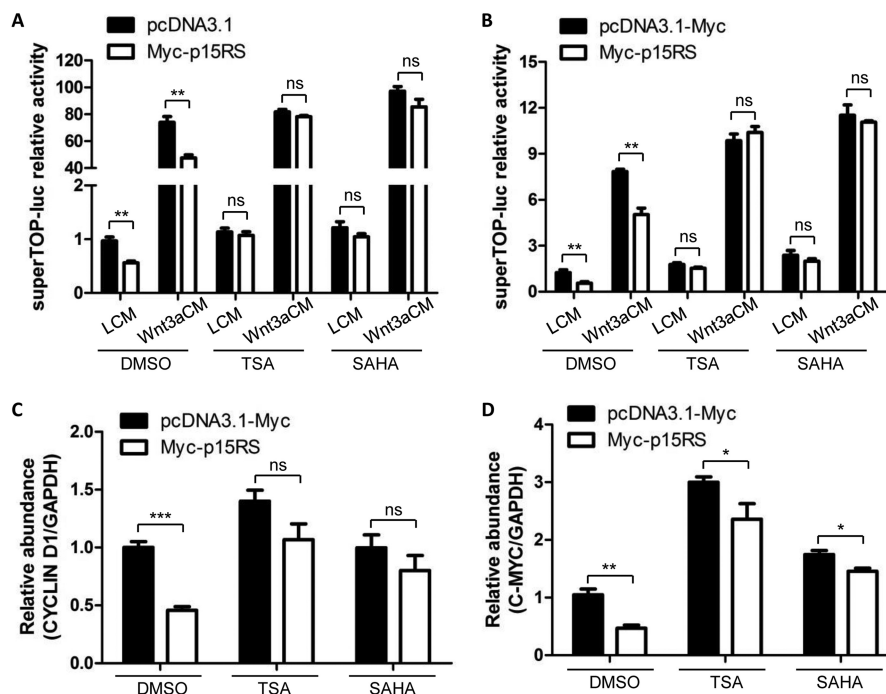 A
pcDNA3.1
Myc-p15RS
superTOP-luc relative activity
100
80
60
40
2
1
0
**
**
ns
ns
ns
ns
LCM
Wnt3aCM
LCM
Wnt3aCM
LCM
Wnt3aCM
DMSO
TSA
SAHA
B
pcDNA3.1-Myc
Myc-p15RS
superTOP-luc relative activity
15
12
9
6
3
0
**
**
ns
ns
ns
ns
LCM
Wnt3aCM
LCM
Wnt3aCM
LCM
Wnt3aCM
DMSO
TSA
SAHA
C
pcDNA3.1-Myc
Myc-p15RS
Relative abundance
(CYCLIN D1/GAPDH)
2.0
1.5
1.0
0.5
0.0
***
ns
ns
DMSO
TSA
SAHA
D
pcDNA3.1-Myc
Myc-p15RS
Relative abundance
(C-MYC/GAPDH)
4
3
2
1
0
**
*
*
DMSO
TSA
SAHA